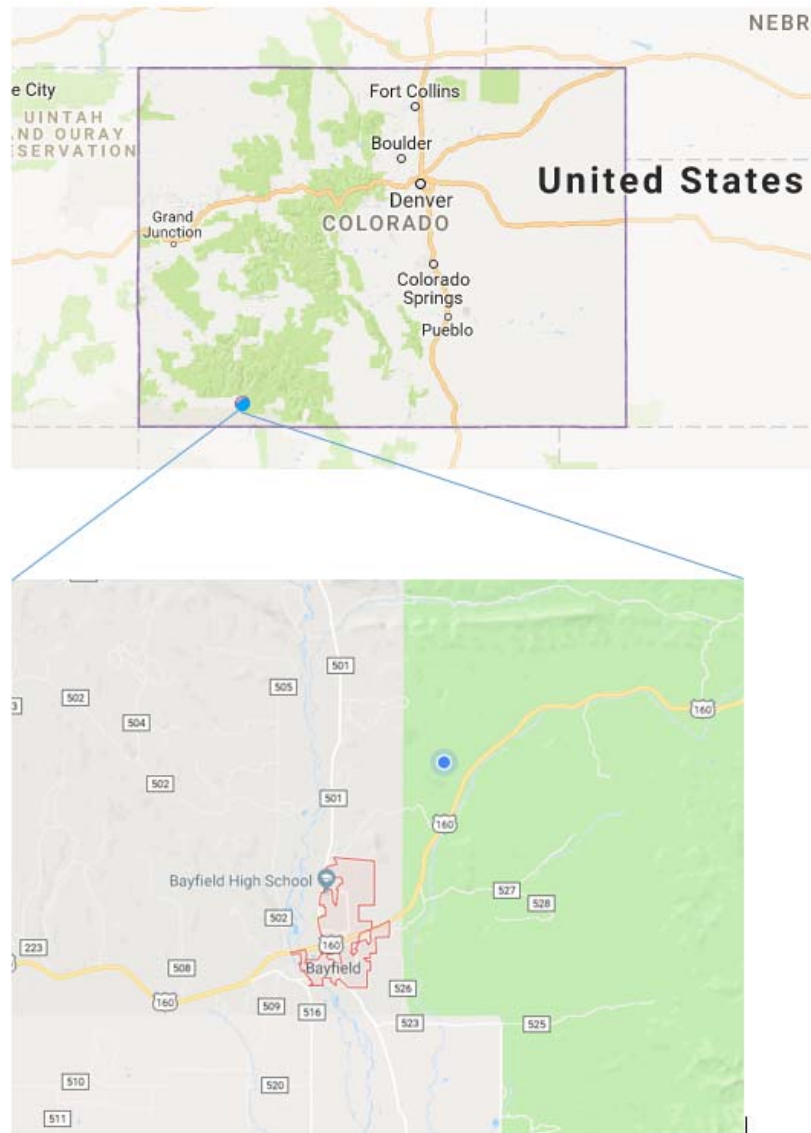 NEBR
e City
UINTAH
AND OURAY
ESERVATION
Fort Collins
Boulder
United States
Denver
Grand
Junction
COLORADO
Colorado
Springs
Pueblo
501
502
505
504
160
502
501
160
Bayfield High School
527
502
528
223
160
508
Bayfield
526
160
509
516
523
525
510
520
511